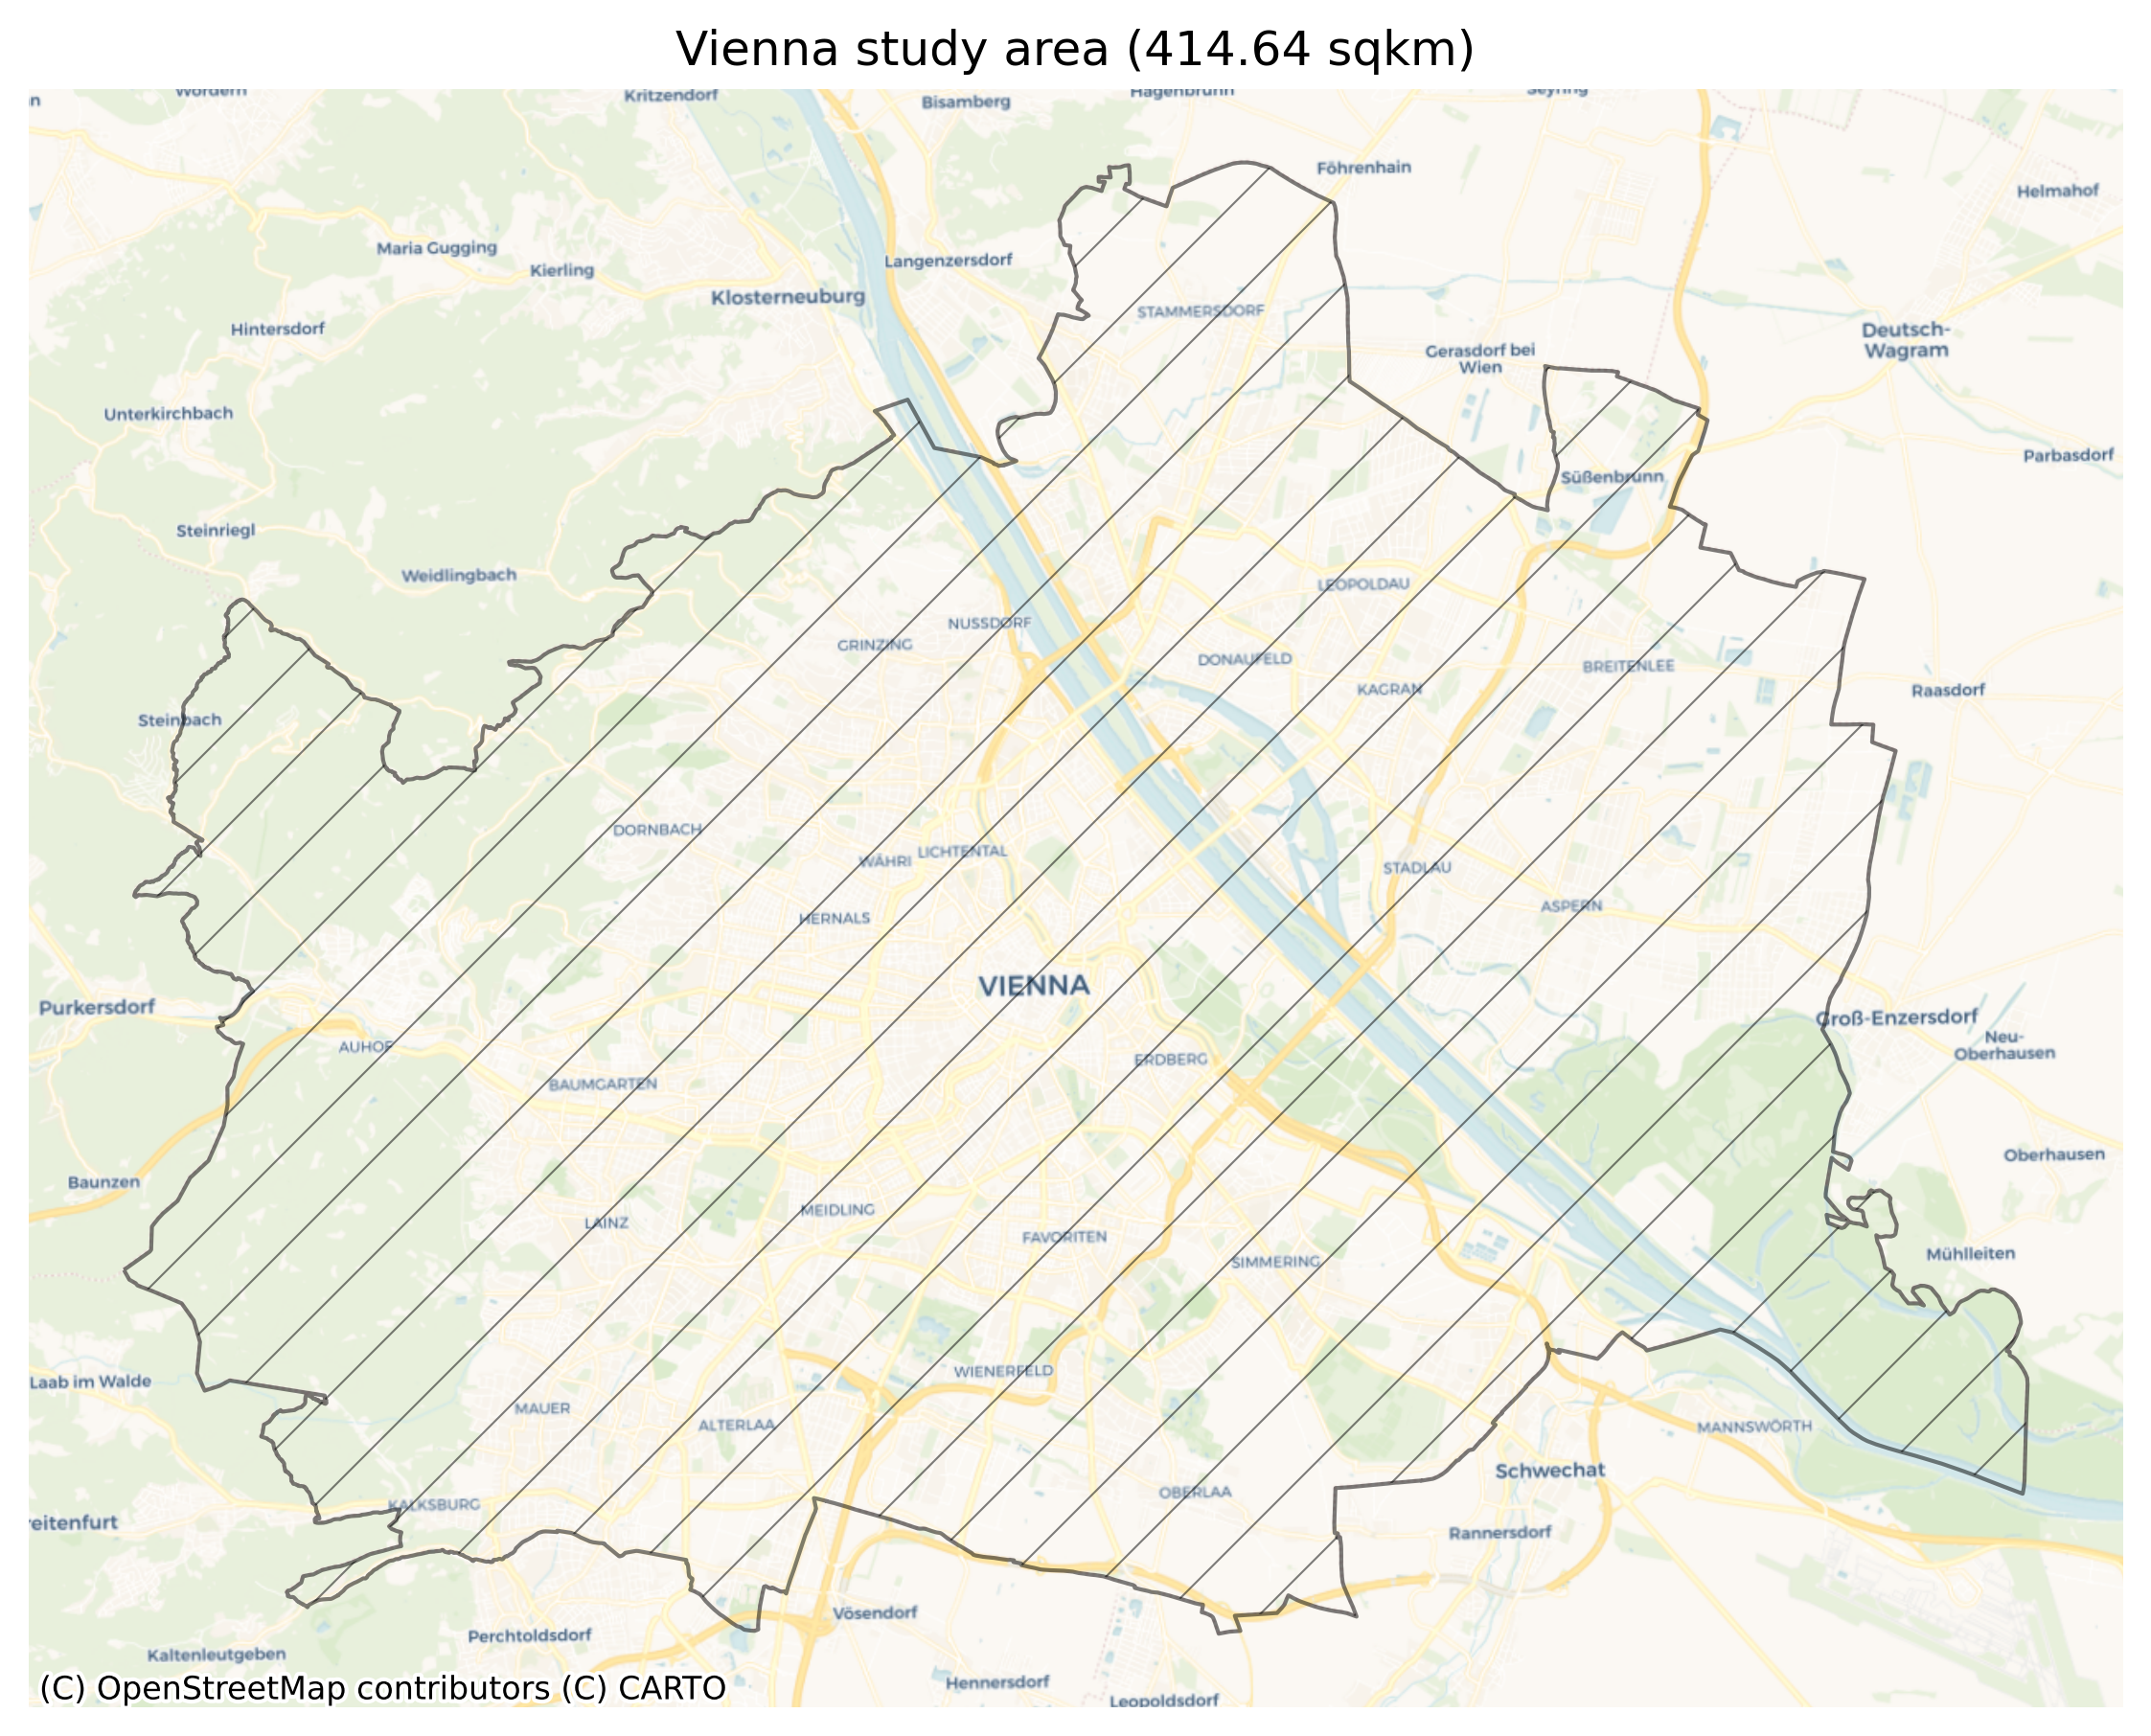 Vienna study area (414.64 sqkm)
Kritzendorf
Bisamberg
Föhrenhain
Helmahof
Maria Gugging
Kierling
Langenzersdorf
Klosterneuburg
STAMMERSDORF
Hintersdorf
Deutsch-
Wagram
Gerasdorf bei
Wien
Unterkirchbach
Parbasdorf
Süßenbrunn
Steinriegl
Weidlingbach
LEOPOLDAU
NUSSDORF
GRINZING
DONAUFELD
BREITENLEE
KAGRAN
Raasdorf
Steinbach
DORNBACH
WÄHRI
LICHTENTAL
STADLAU
ASPERN
HERNALS
VIENNA
Purkersdorf
Groß-Enzersdorf
AUHOF
Neu-
Oberhausen
ERDBERG
BAUMGARTEN
Oberhausen
Baunzen
MEIDLING
LAINZ
FAVORITEN
Mühlleiten
SIMMERING
WIENERFELD
Laab im Walde
MAUER
ALTERLAA
MANNSWÖRTH
Schwechat
OBERLAA
KALKSBURG
reitenfurt
Rannersdorf
Vösendorf
Perchtoldsdorf
Kaltenleutgeben
Hennersdorf
Leopoldsdorf
(C) OpenStreetMap contributors (C) CARTO